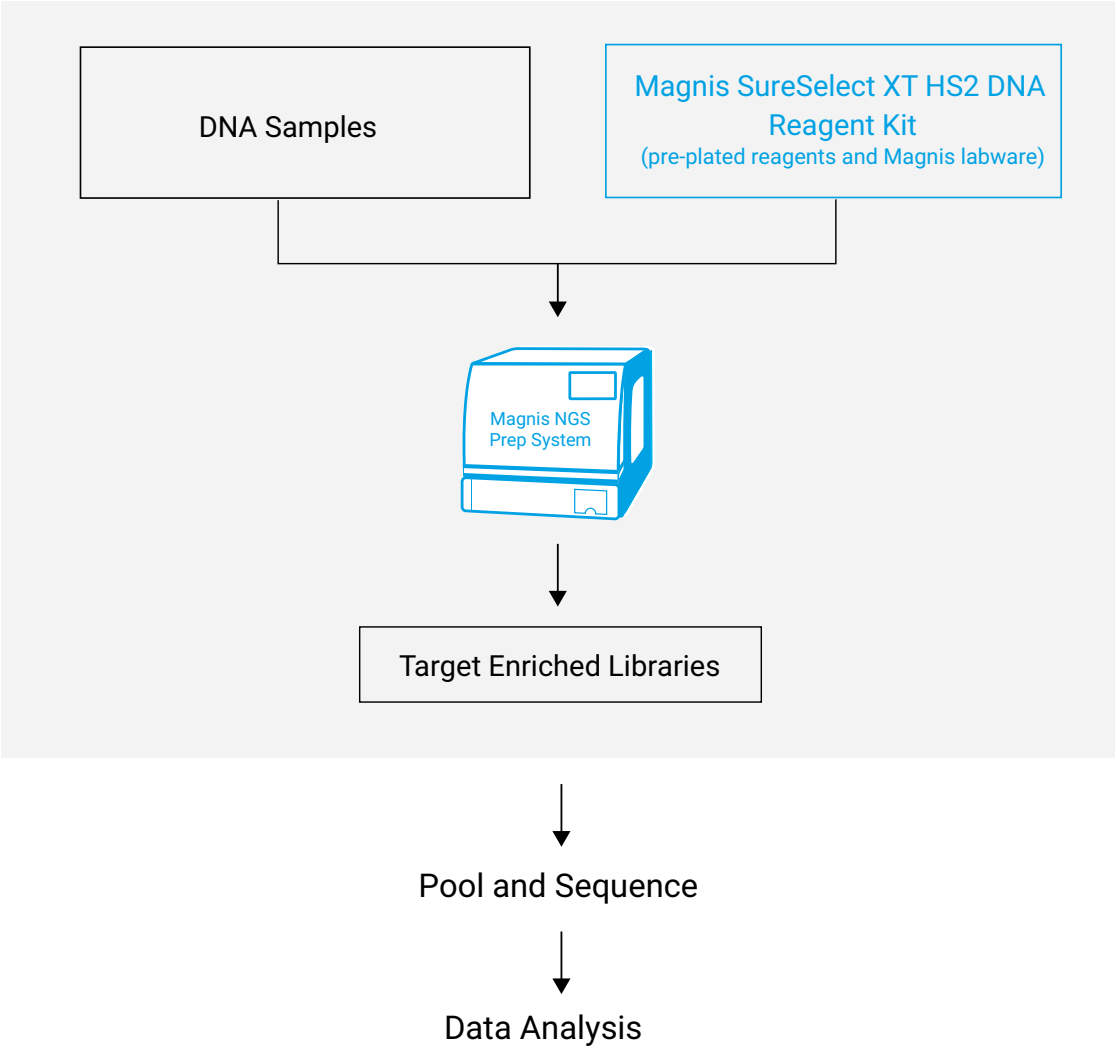 DNA Samples
Magnis SureSelect XT HS2 DNA
Reagent Kit
(pre-plated reagents and Magnis labware)
Magnis NGS
Prep System
Target Enriched Libraries
Pool and Sequence
Data Analysis